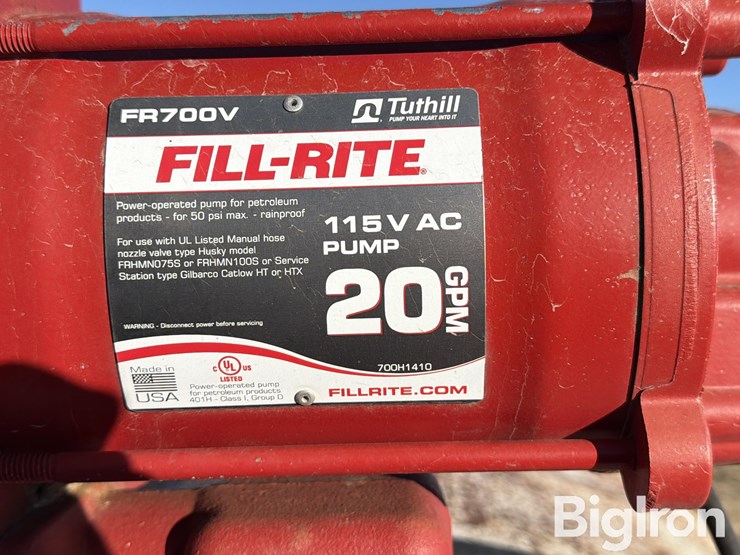 FR700V
Tuthill
PUMP YOUR HEART INTO IT
FILL-RITE®
Power-operated pump for petroleum
products - for 50 psi max. - rainproof
For use with UL Listed Manual hose
nozzle valve type Husky model
FRHMN075S or FRHMN100S or Service
Station type Gilbarco Catlow HT or HTX
WARNING - Disconnect power before servicing
115 V AC
PUMP
20 GPM
700H1410
Made in
USA
C UL US
LISTED
Power-operated pump
for petroleum products
401H - Class I, Group D
FILLRITE.COM
BigIron